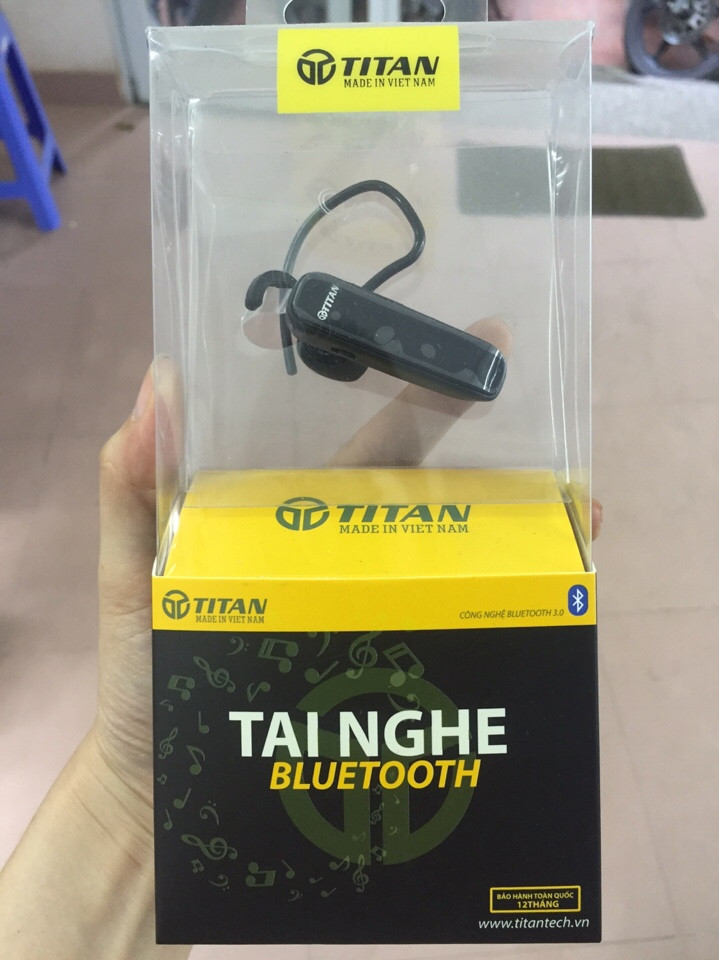 TITAN
MADE IN VIET NAM
TITAN
TITAN
MADE IN VIET NAM
TITAN
MADE IN VIET NAM
CÔNG NGHỆ BLUETOOTH 3.0
TAI NGHE
BLUETOOTH
BẢO HÀNH TOÀN QUỐC
12THÁNG
www.titantech.vn